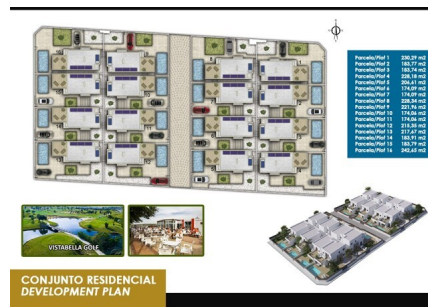 Parcela/Plot 1 230,29 m2
Parcela/Plot 2 183,77 m2
Parcela/Plot 3 183,74 m2
Parcela/Plot 4 228,18 m2
Parcela/Plot 5 204,61 m2
Parcela/Plot 6 174,09 m2
Parcela/Plot 7 174,09 m2
Parcela/Plot 8 228,34 m2
Parcela/Plot 9 221,96 m2
Parcela/Plot 10 174,06 m2
Parcela/Plot 11 174,06 m2
Parcela/Plot 12 215,55 m2
Parcela/Plot 13 217,67 m2
Parcela/Plot 14 183,91 m2
Parcela/Plot 15 183,79 m2
Parcela/Plot 16 242,65 m2
VISTABELLA GOLF
CONJUNTO RESIDENCIAL
DEVELOPMENT PLAN